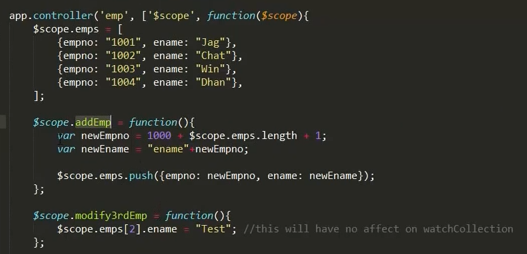 app.controller('emp', ['$scope', function($scope){
    $scope.emps = [
        {empno: "1001", ename: "Jag"},
        {empno: "1002", ename: "Chat"},
        {empno: "1003", ename: "Win"},
        {empno: "1004", ename: "Dhan"},
    ];
    $scope.addEmp = function(){
        var newEmpno = 1000 + $scope.emps.length + 1;
        var newEname = "ename"+newEmpno;
        $scope.emps.push({empno: newEmpno, ename: newEname});
    };
    $scope.modify3rdEmp = function(){
        $scope.emps[2].ename = "Test"; //this will have no affect on watchCollection
    };